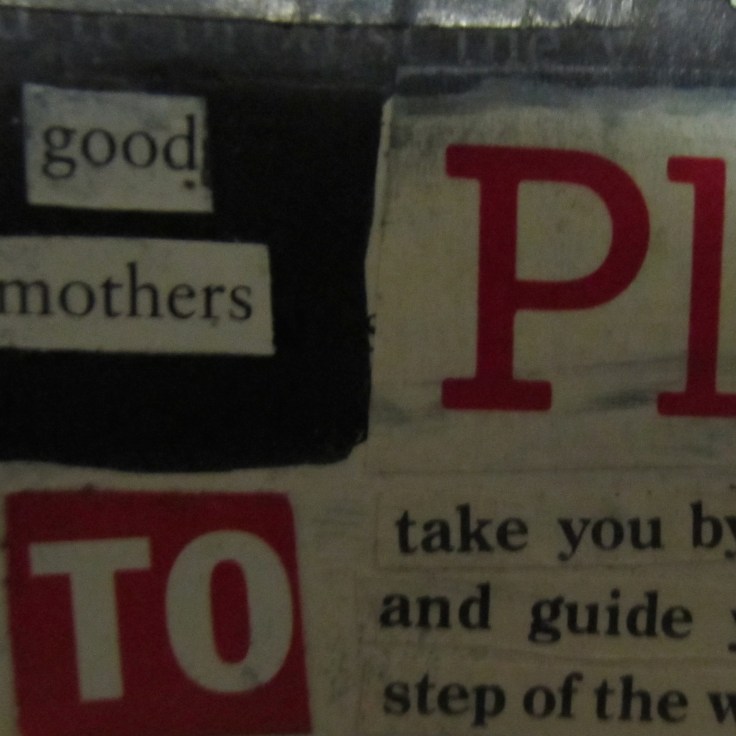 good
mothers
Pl
TO
take you by
and guide
step of the w